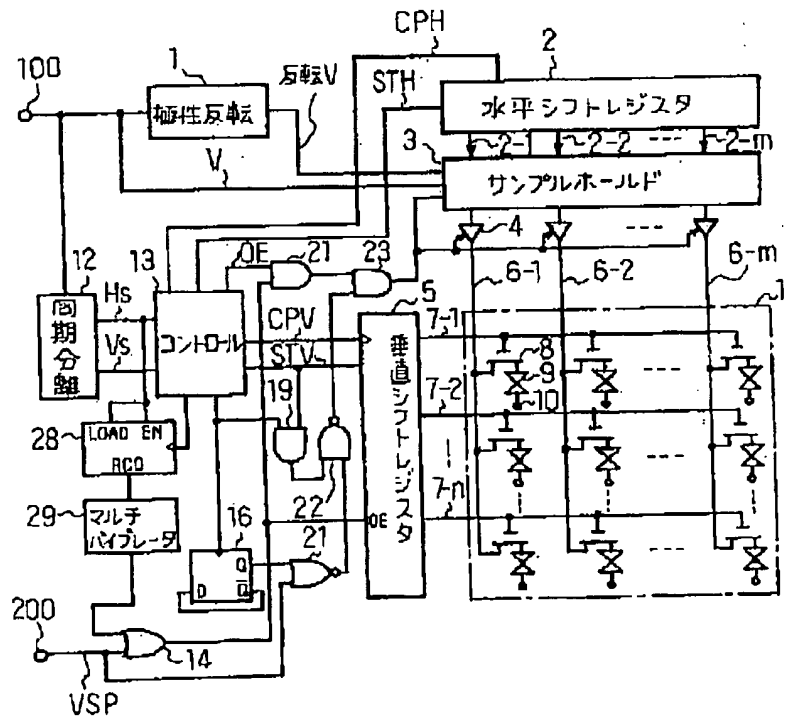 CPH
100
1
反転V
STH
2
極性反転
水平シフトレジスタ
V
3
2-1
2-2
2-m
サンプルホールド
4
12
13
OE
21
23
6-1
6-2
6-m
同期分離
Hs
Vs
コントロール
CPV
STV
5
7-1
垂直シフトレジスタ
8
9
10
7-2
19
28
LOAD EN
RCO
22
7-n
29
マルチバイブレータ
16
D
Q
Q̅
21
OE
200
14
VSP